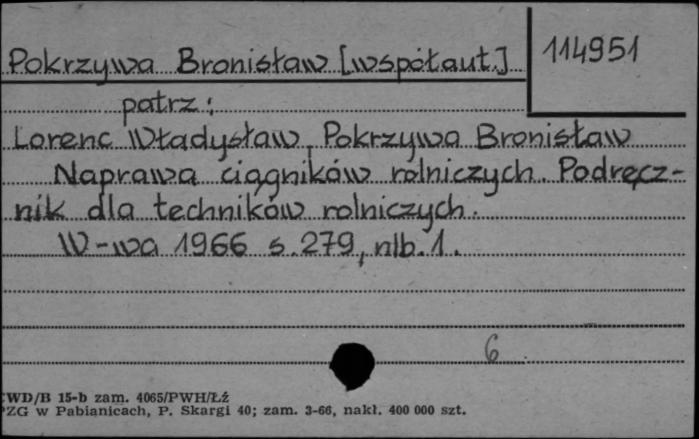 Pokrzywa Bronisław [współaut.]
114951
patrz:
Lorenc Władysław, Pokrzywa Bronisław
Naprawa ciągników rolniczych. Podręcz-
nik dla techników rolniczych.
W-wa 1966 s. 279, nlb. 1.
6
WD/B 15-b zam. 4065/PWH/Łź
PZG w Pabianicach, P. Skargi 40; zam. 3-66, nakł. 400 000 szt.